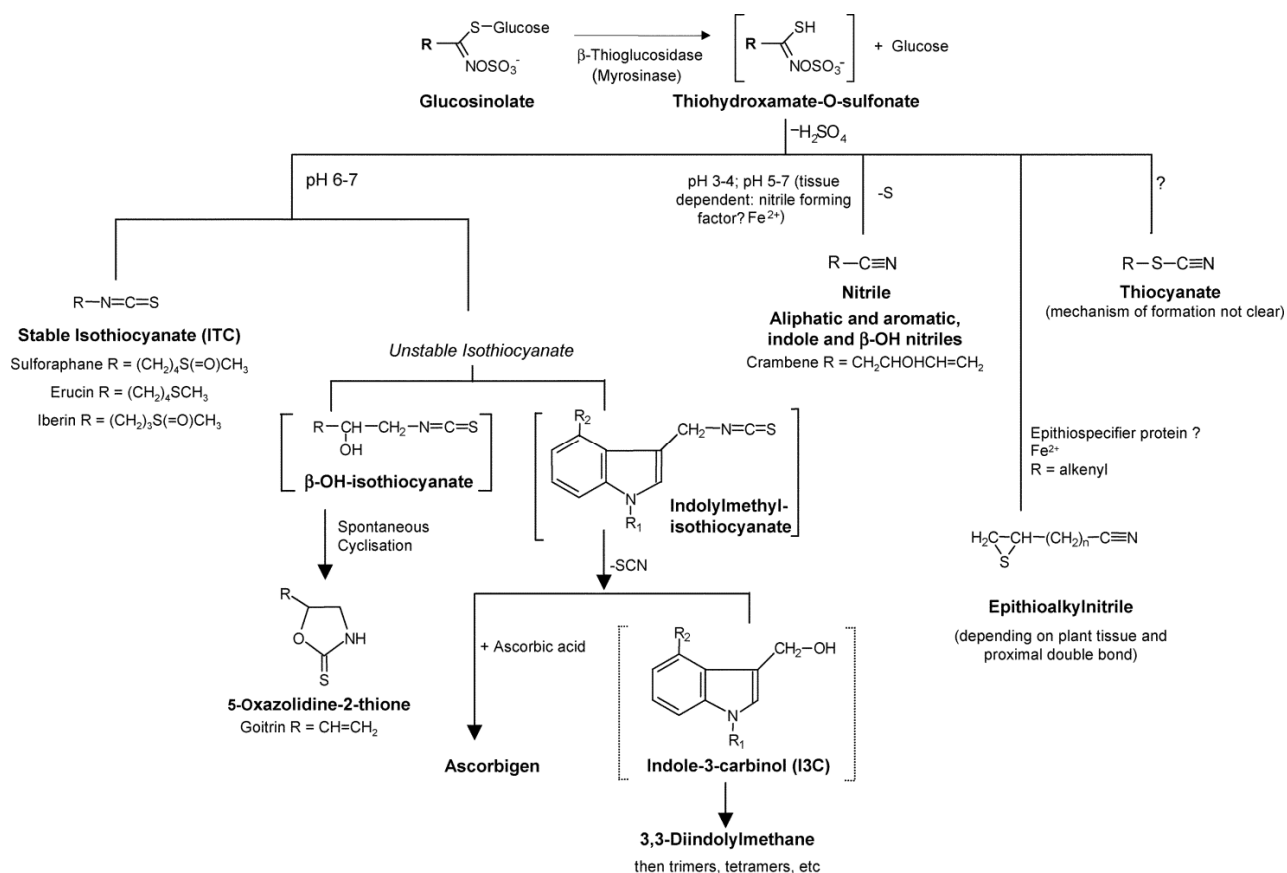 S–Glucose
R
NOSO₃⁻
Glucosinolate
β-Thioglucosidase
(Myrosinase)
SH
R
NOSO₃⁻
+ Glucose
Thiohydroxamate-O-sulfonate
–H₂SO₄
pH 6-7
pH 3-4; pH 5-7 (tissue
dependent: nitrile forming
factor? Fe²⁺)
-S
?
R–N=C=S
Stable Isothiocyanate (ITC)
Sulforaphane R = (CH₂)₄S(=O)CH₃
Erucin R = (CH₂)₄SCH₃
Iberin R = (CH₂)₃S(=O)CH₃
Unstable Isothiocyanate
R–C≡N
Nitrile
Aliphatic and aromatic,
indole and β-OH nitriles
Crambene R = CH₂CHOHCH=CH₂
R–S–C≡N
Thiocyanate
(mechanism of formation not clear)
R–CH–CH₂–N=C=S
OH
β-OH-isothiocyanate
R₂
CH₂–N=C=S
N
R₁
Indolylmethyl-
isothiocyanate
Epithiospecifier protein ?
Fe²⁺
R = alkenyl
Spontaneous
Cyclisation
-SCN
H₂C–CH–(CH₂)ₙ–C≡N
S
Epithioalkylnitrile
(depending on plant tissue and
proximal double bond)
R
O
NH
S
5-Oxazolidine-2-thione
Goitrin R = CH=CH₂
+ Ascorbic acid
Ascorbigen
R₂
CH₂–OH
N
R₁
Indole-3-carbinol (I3C)
3,3-Diindolylmethane
then trimers, tetramers, etc